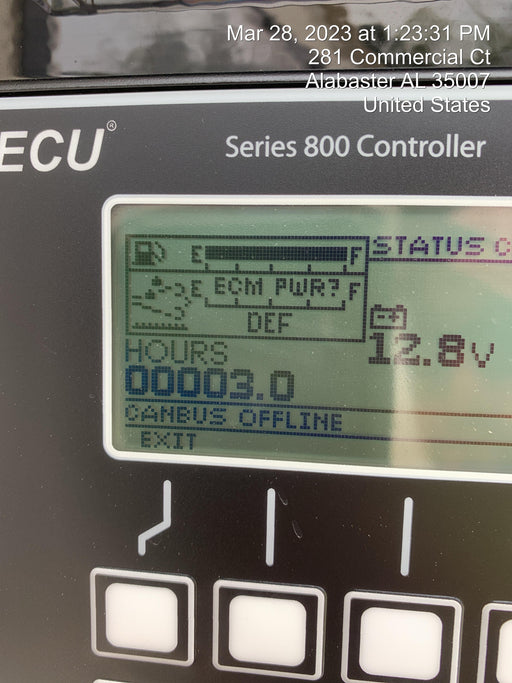 Mar 28, 2023 at 1:23:31 PM
281 Commercial Ct
Alabaster AL 35007
United States
ECU®
Series 800 Controller
E F
STATUS
E ECM PWR? F
DEF
HOURS
12.8V
00003.0
CANBUS OFFLINE
EXIT